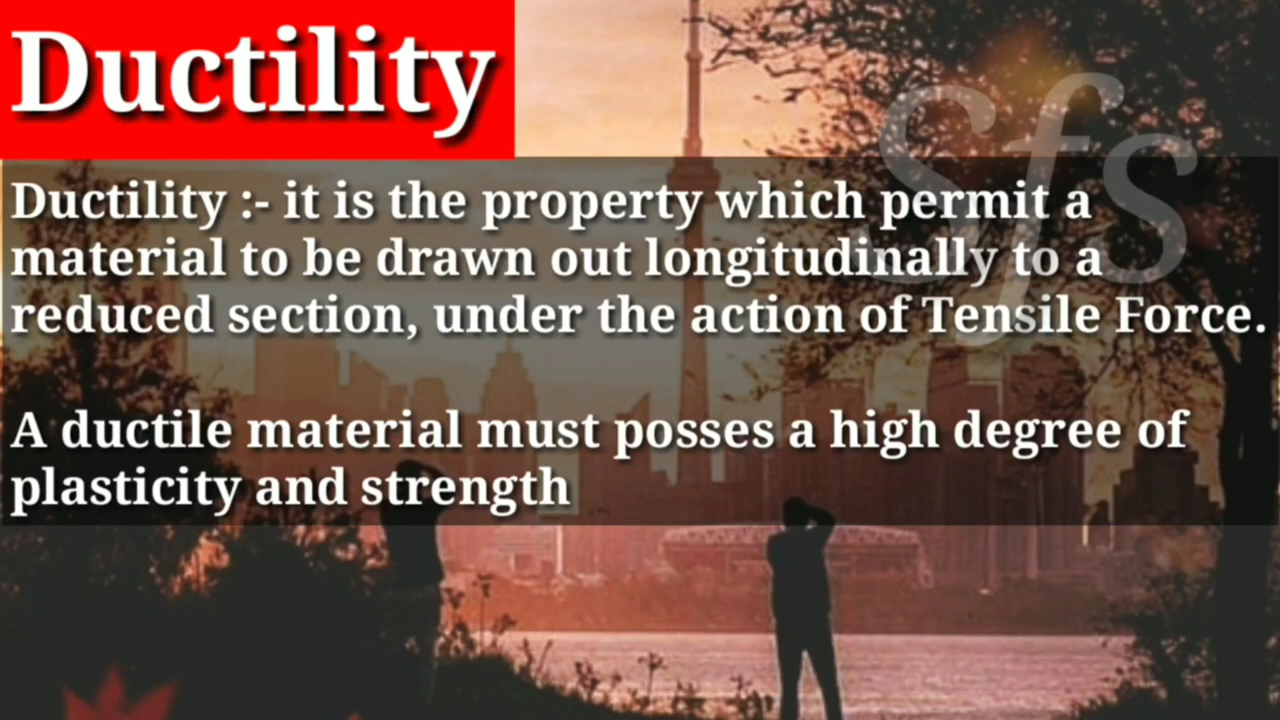 Ductility
Ductility :- it is the property which permit a
material to be drawn out longitudinally to a
reduced section, under the action of Tensile Force.
A ductile material must posses a high degree of
plasticity and strength
sfs